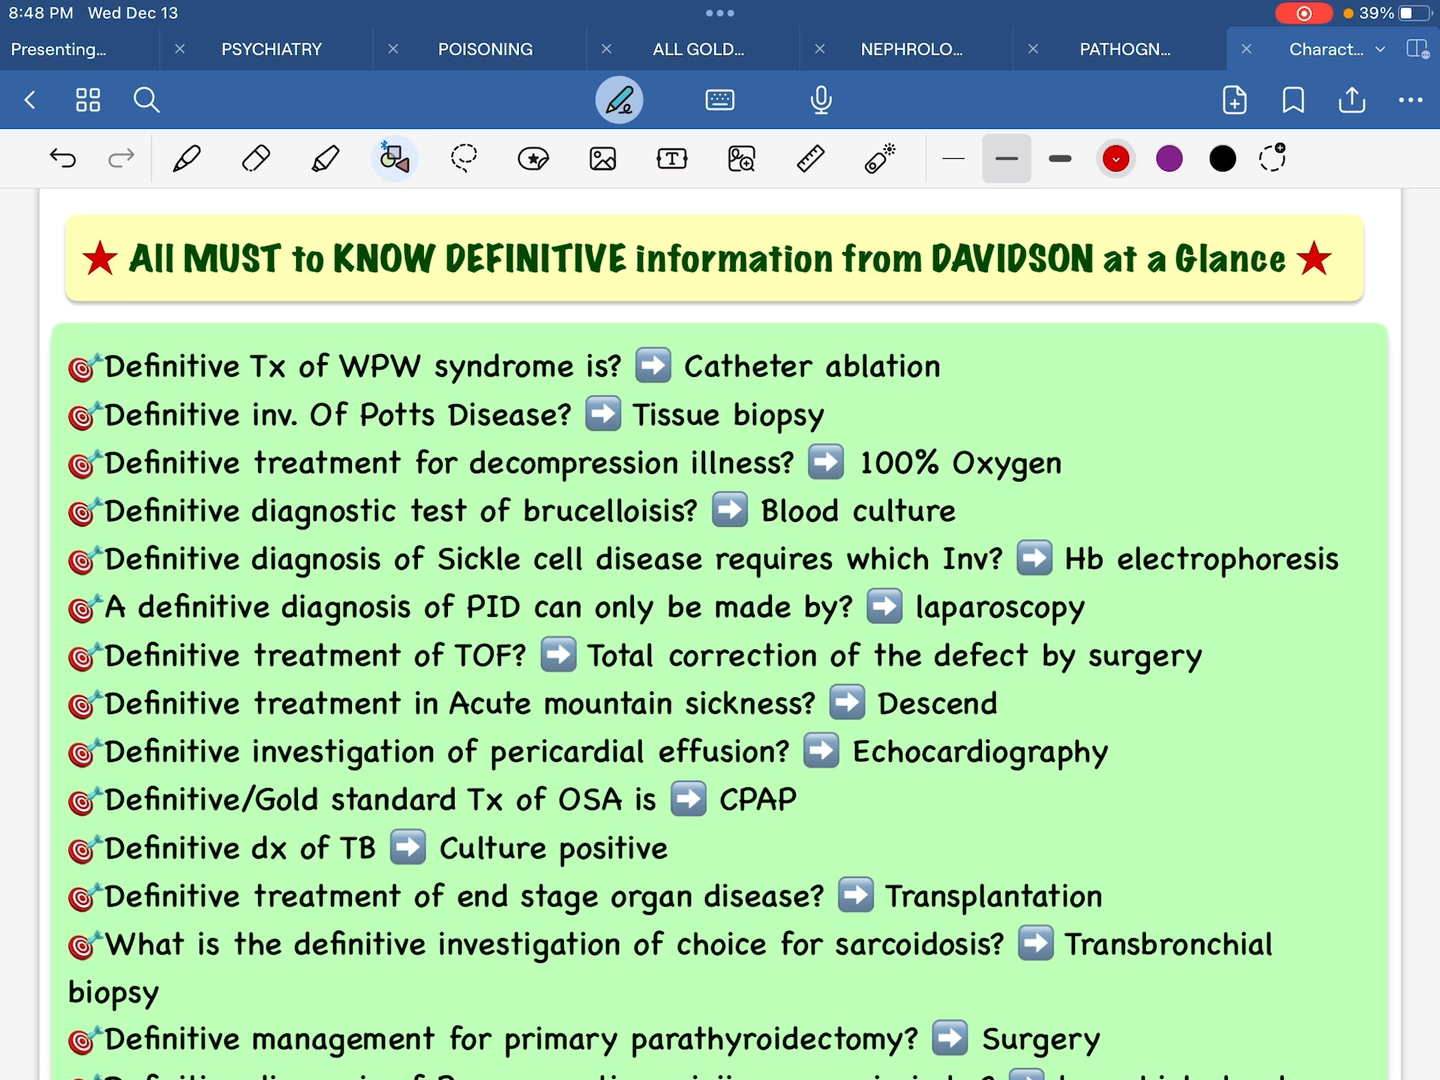 8:48 PM Wed Dec 13
39%
Presenting...
PSYCHIATRY
POISONING
ALL GOLD...
NEPHROLO...
PATHOGN...
Charact...
T
All MUST to KNOW DEFINITIVE information from DAVIDSON at a Glance
Definitive Tx of WPW syndrome is? ➡ Catheter ablation
Definitive inv. Of Potts Disease? ➡ Tissue biopsy
Definitive treatment for decompression illness? ➡ 100% Oxygen
Definitive diagnostic test of brucelloisis? ➡ Blood culture
Definitive diagnosis of Sickle cell disease requires which Inv? ➡ Hb electrophoresis
A definitive diagnosis of PID can only be made by? ➡ laparoscopy
Definitive treatment of TOF? ➡ Total correction of the defect by surgery
Definitive treatment in Acute mountain sickness? ➡ Descend
Definitive investigation of pericardial effusion? ➡ Echocardiography
Definitive/Gold standard Tx of OSA is ➡ CPAP
Definitive dx of TB ➡ Culture positive
Definitive treatment of end stage organ disease? ➡ Transplantation
What is the definitive investigation of choice for sarcoidosis? ➡ Transbronchial
biopsy
Definitive management for primary parathyroidectomy? ➡ Surgery